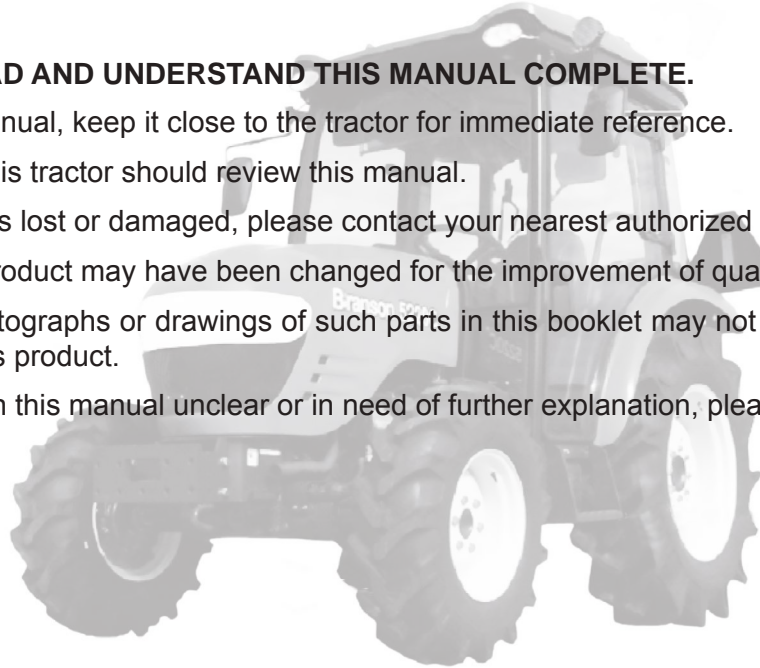 AD AND UNDERSTAND THIS MANUAL COMPLETE.
nual, keep it close to the tractor for immediate reference.
is tractor should review this manual.
s lost or damaged, please contact your nearest authorized
roduct may have been changed for the improvement of qua
tographs or drawings of such parts in this booklet may not
s product.
n this manual unclear or in need of further explanation, plea
Branson